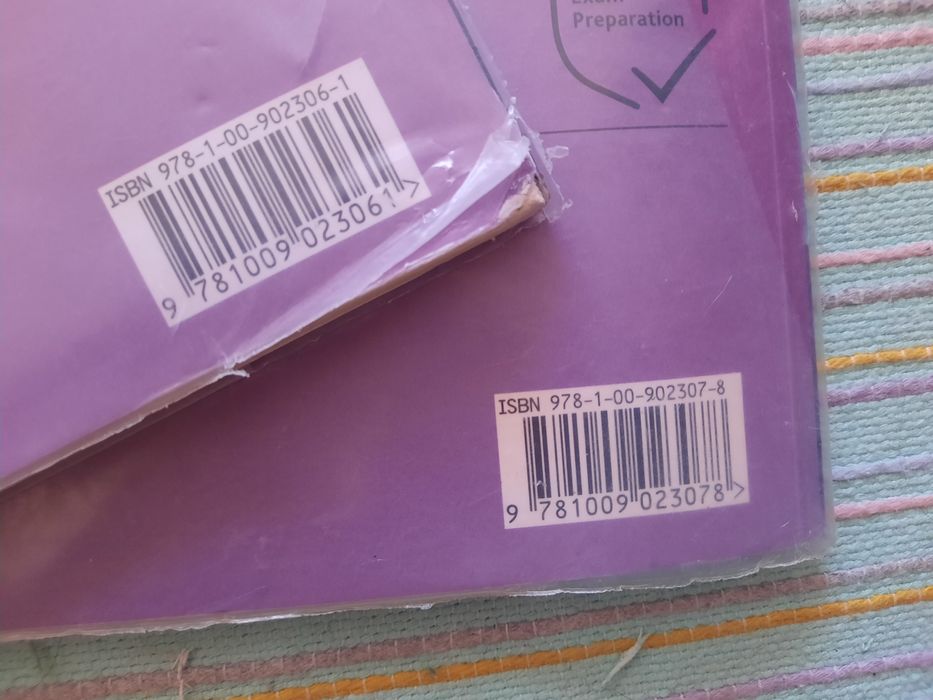 Exam
Preparation
ISBN 978-1-00-902306-1
9 781009 023061 >
ISBN 978-1-00-902307-8
9 781009 023078 >